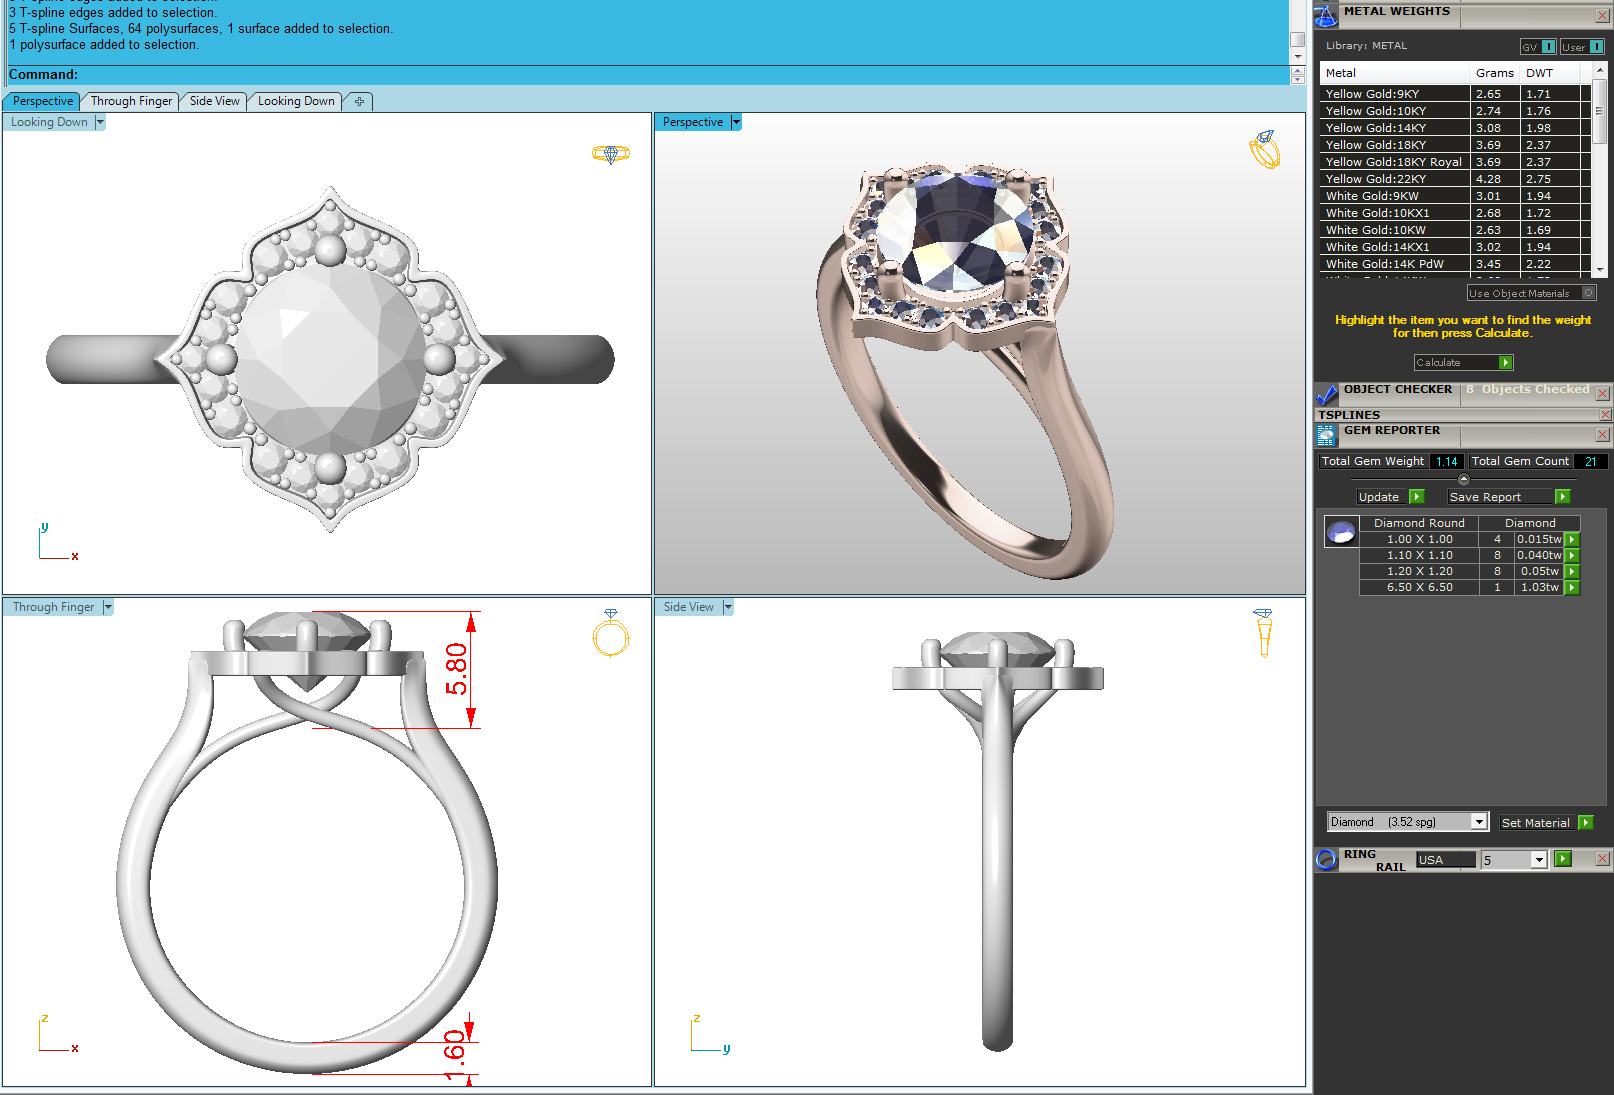 3 T-spline edges added to selection.
5 T-spline Surfaces, 64 polysurfaces, 1 surface added to selection.
1 polysurface added to selection.
Command:
Perspective
Through Finger
Side View
Looking Down
Looking Down
y
x
Perspective
Through Finger
5.80
1.60
z
x
Side View
z
y
METAL WEIGHTS
Library: METAL
GV I
User I
Metal Grams DWT
Yellow Gold:9KY 2.65 1.71
Yellow Gold:10KY 2.74 1.76
Yellow Gold:14KY 3.08 1.98
Yellow Gold:18KY 3.69 2.37
Yellow Gold:18KY Royal 3.69 2.37
Yellow Gold:22KY 4.28 2.75
White Gold:9KW 3.01 1.94
White Gold:10KX1 2.68 1.72
White Gold:10KW 2.63 1.69
White Gold:14KX1 3.02 1.94
White Gold:14K PdW 3.45 2.22
Use Object Materials
Highlight the item you want to find the weight
for then press Calculate.
Calculate
OBJECT CHECKER 8 Objects Checked
TSPLINES
GEM REPORTER
Total Gem Weight 1.14 Total Gem Count 21
Update Save Report
Diamond Round Diamond
1.00 X 1.00 4 0.015tw
1.10 X 1.10 8 0.040tw
1.20 X 1.20 8 0.05tw
6.50 X 6.50 1 1.03tw
Diamond (3.52 spg) Set Material
RING
RAIL USA 5